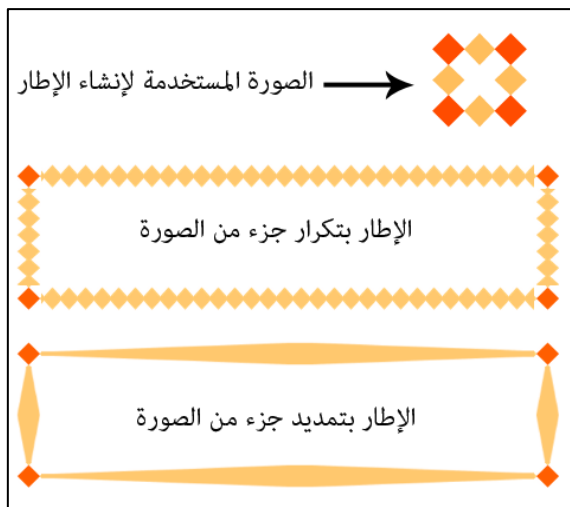 الصورة المستخدمة لإنشاء الإطار
الإطار بتكرار جزء من الصورة
الإطار بتمديد جزء من الصورة